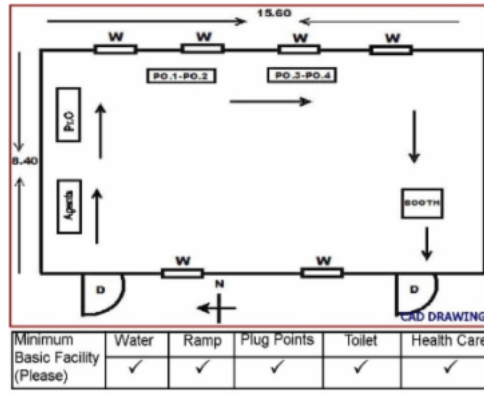 15.60
W W W W
PO.1-PO.2 PO.3-PO.4
PLO
8.40
Agents
BOOTH
W W
N
D D
CAD DRAWING
Minimum Basic Facility (Please) Water Ramp Plug Points Toilet Health Care
✓ ✓ ✓ ✓ ✓